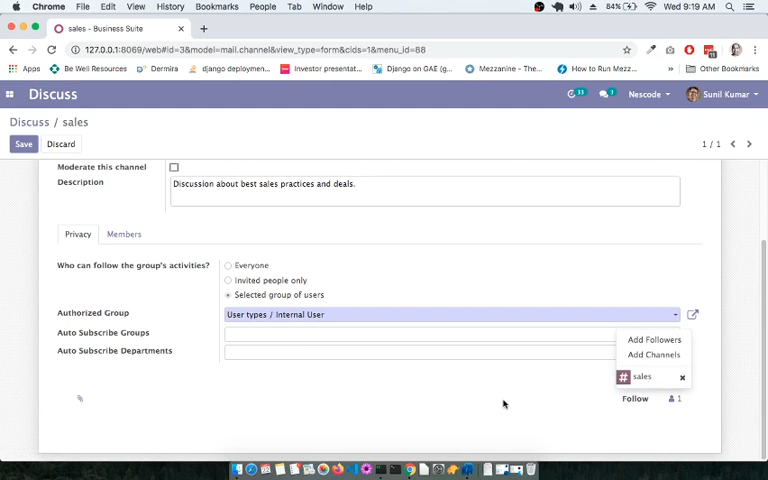 Chrome File Edit View History Bookmarks People Tab Window Help 84% Wed 9:19 AM
sales - Business Suite
127.0.0.1:8069/web#id=3&model=mail.channel&view_type=form&cids=1&menu_id=88
Apps Be Well Resources Dermira django deploymen... Investor presentat... Django on GAE (g... Mezzanine - The... How to Run Mezz... » Other Bookmarks
Discuss 33 1 Nescode Sunil Kumar
Discuss / sales
Save Discard 1 / 1
Moderate this channel
Description Discussion about best sales practices and deals.
Privacy Members
Who can follow the group's activities? Everyone
Invited people only
Selected group of users
Authorized Group User types / Internal User
Auto Subscribe Groups
Auto Subscribe Departments
Add Followers
Add Channels
# sales
Follow 1